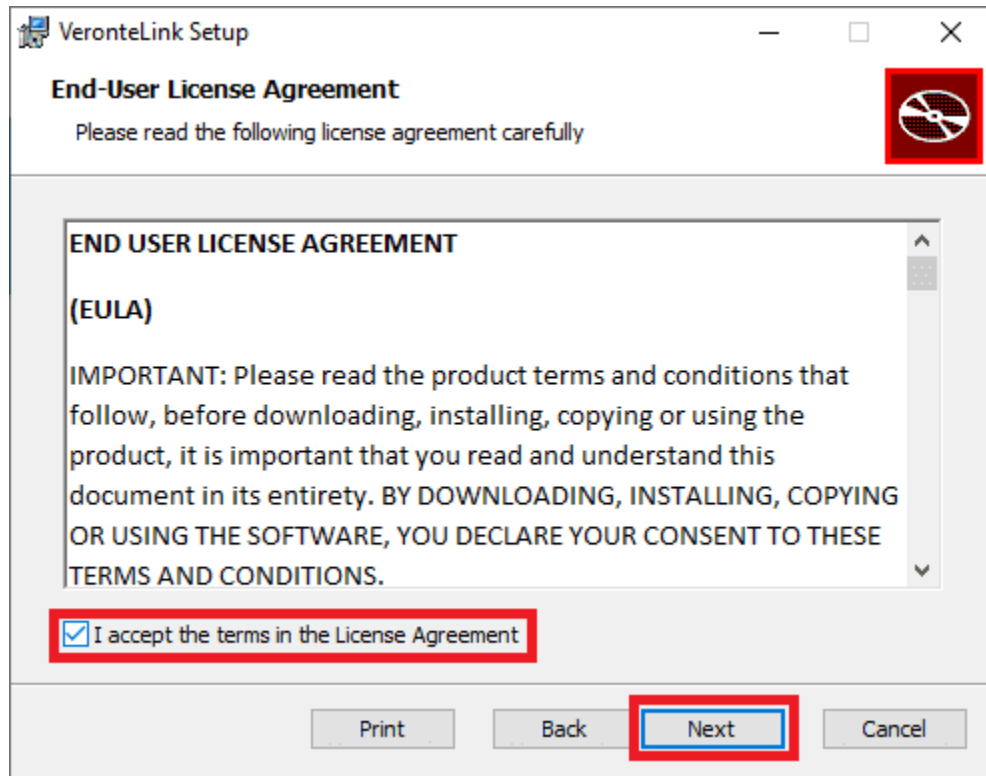 VeronteLink Setup
End-User License Agreement
Please read the following license agreement carefully
END USER LICENSE AGREEMENT
(EULA)
IMPORTANT: Please read the product terms and conditions that
follow, before downloading, installing, copying or using the
product, it is important that you read and understand this
document in its entirety. BY DOWNLOADING, INSTALLING, COPYING
OR USING THE SOFTWARE, YOU DECLARE YOUR CONSENT TO THESE
TERMS AND CONDITIONS.
I accept the terms in the License Agreement
Print Back Next Cancel